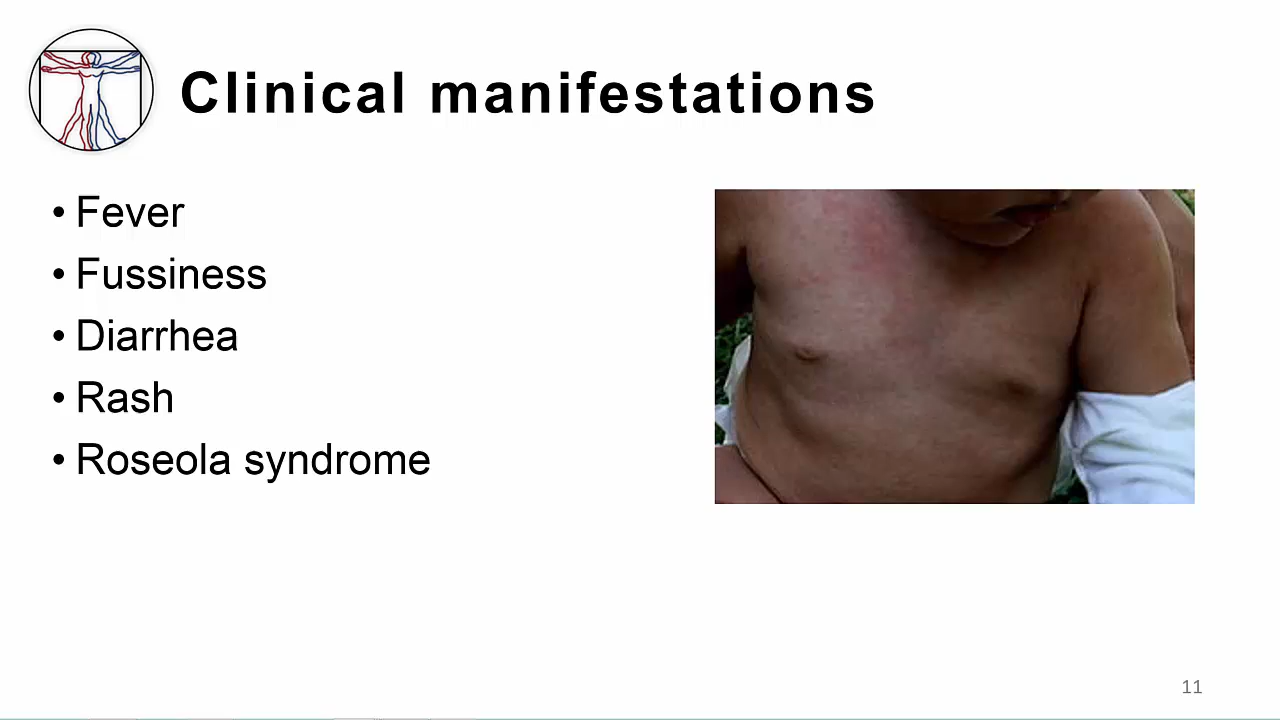 Clinical manifestations
• Fever
• Fussiness
• Diarrhea
• Rash
• Roseola syndrome
11